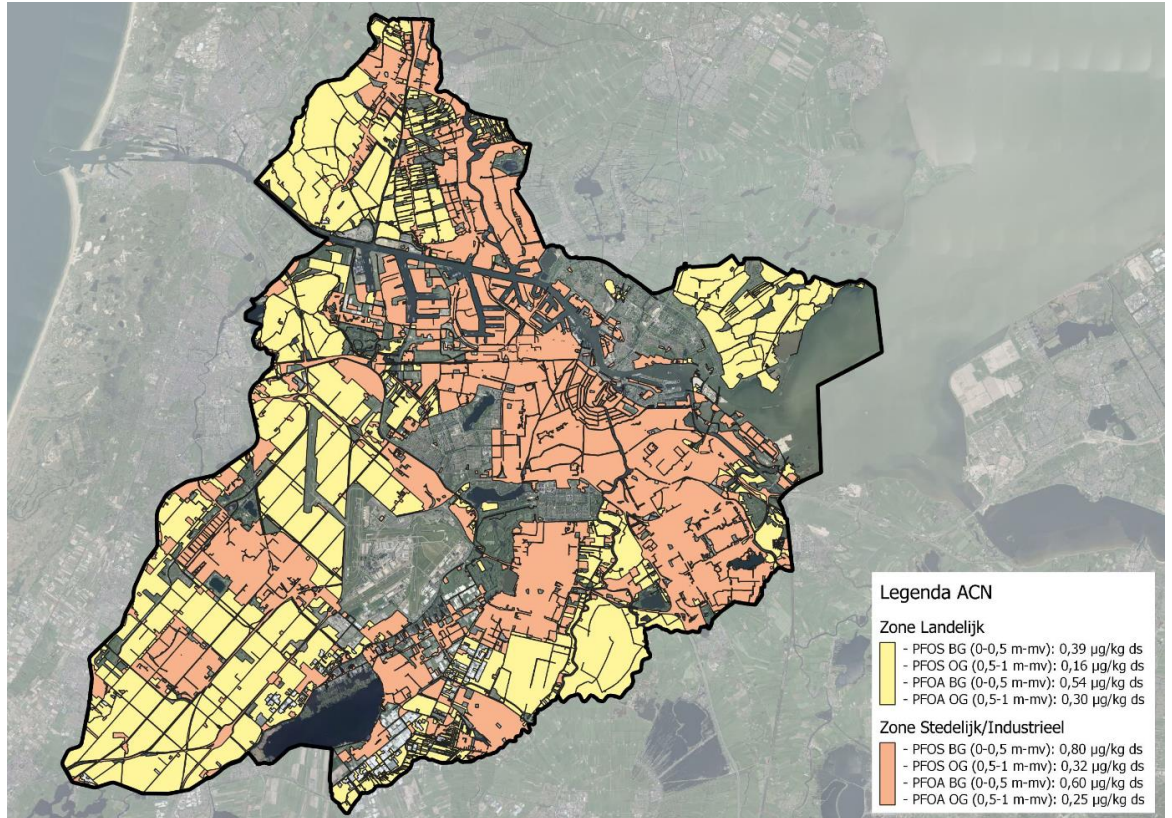 Legenda ACN
Zone Landelijk
- PFOS BG (0-0,5 m-mv): 0,39 µg/kg ds
- PFOS OG (0,5-1 m-mv): 0,16 µg/kg ds
- PFOA BG (0-0,5 m-mv): 0,54 µg/kg ds
- PFOA OG (0,5-1 m-mv): 0,30 µg/kg ds
Zone Stedelijk/Industrieel
- PFOS BG (0-0,5 m-mv): 0,80 µg/kg ds
- PFOS OG (0,5-1 m-mv): 0,32 µg/kg ds
- PFOA BG (0-0,5 m-mv): 0,60 µg/kg ds
- PFOA OG (0,5-1 m-mv): 0,25 µg/kg ds